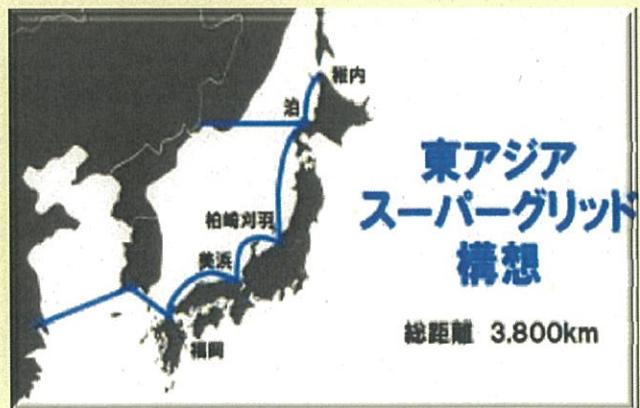 稚内
泊
柏崎刈羽
美浜
福岡
東アジア
スーパーグリッド
構想
総距離 3.800km